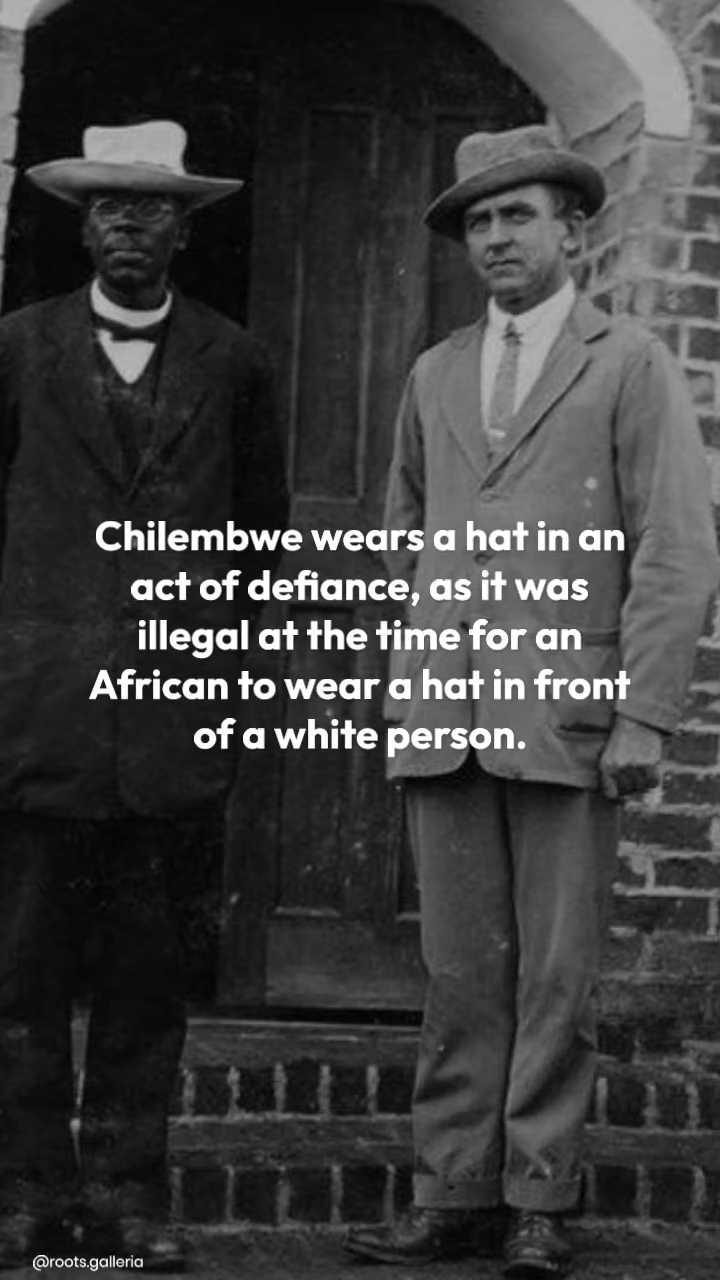 Chilembwe wears a hat in an
act of defiance, as it was
illegal at the time for an
African to wear a hat in front
of a white person.
@roots.galleria